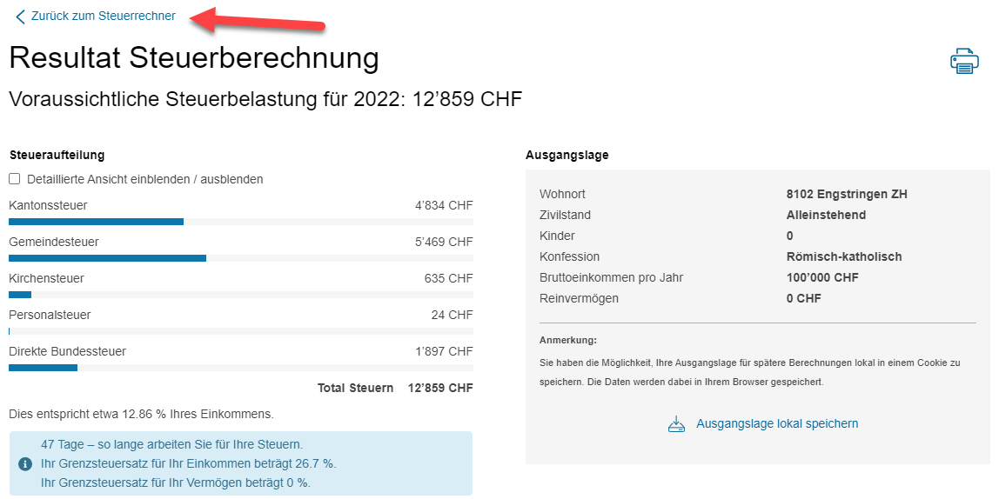 Zurück zum Steuerrechner
Resultat Steuerberechnung
Voraussichtliche Steuerbelastung für 2022: 12’859 CHF
Steueraufteilung
Detaillierte Ansicht einblenden / ausblenden
Kantonssteuer 4’834 CHF
Gemeindesteuer 5’469 CHF
Kirchensteuer 635 CHF
Personalsteuer 24 CHF
Direkte Bundessteuer 1’897 CHF
Total Steuern 12’859 CHF
Dies entspricht etwa 12.86 % Ihres Einkommens.
47 Tage – so lange arbeiten Sie für Ihre Steuern.
Ihr Grenzsteuersatz für Ihr Einkommen beträgt 26.7 %.
Ihr Grenzsteuersatz für Ihr Vermögen beträgt 0 %.
Ausgangslage
Wohnort 8102 Engstringen ZH
Zivilstand Alleinstehend
Kinder 0
Konfession Römisch-katholisch
Bruttoeinkommen pro Jahr 100’000 CHF
Reinvermögen 0 CHF
Anmerkung:
Sie haben die Möglichkeit, Ihre Ausgangslage für spätere Berechnungen lokal in einem Cookie zu
speichern. Die Daten werden dabei in Ihrem Browser gespeichert.
Ausgangslage lokal speichern